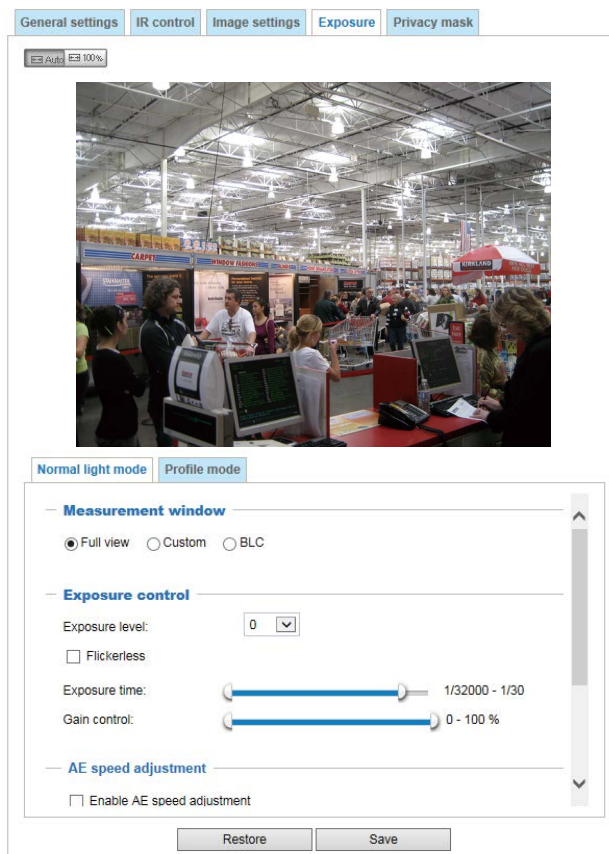 General settings IR control Image settings Exposure Privacy mask
Auto 100%
CARPET
WINDOW FASHIONS
STAINMASTER
KIRKLAND
Normal light mode Profile mode
Measurement window
Full view Custom BLC
Exposure control
Exposure level: 0
Flickerless
Exposure time: 1/32000 - 1/30
Gain control: 0 - 100 %
AE speed adjustment
Enable AE speed adjustment
Restore Save